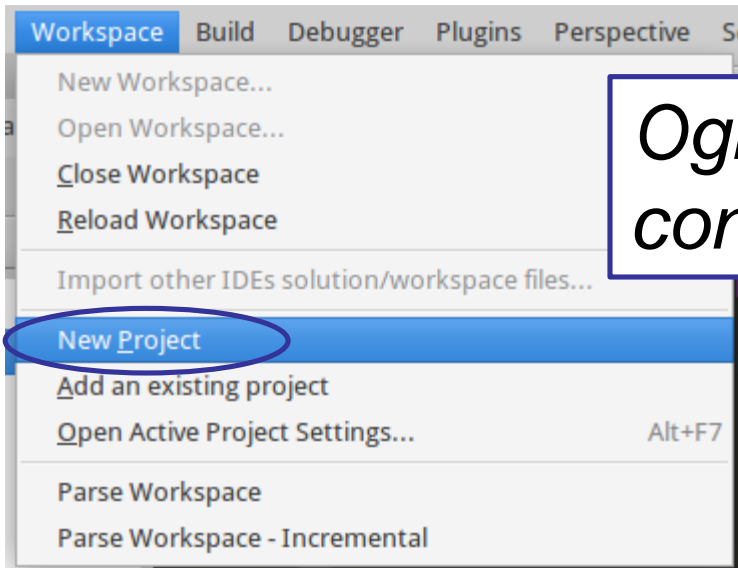 Workspace Build Debugger Plugins Perspective
New Workspace...
Open Workspace...
Close Workspace
Reload Workspace
Import other IDEs solution/workspace files...
New Project
Add an existing project
Open Active Project Settings... Alt+F7
Parse Workspace
Parse Workspace - Incremental